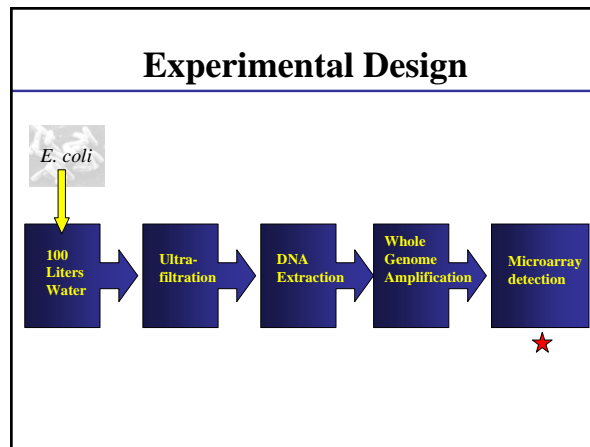 Experimental Design
E. coli
100
Liters
Water
Ultra-
filtration
DNA
Extraction
Whole
Genome
Amplification
Microarray
detection